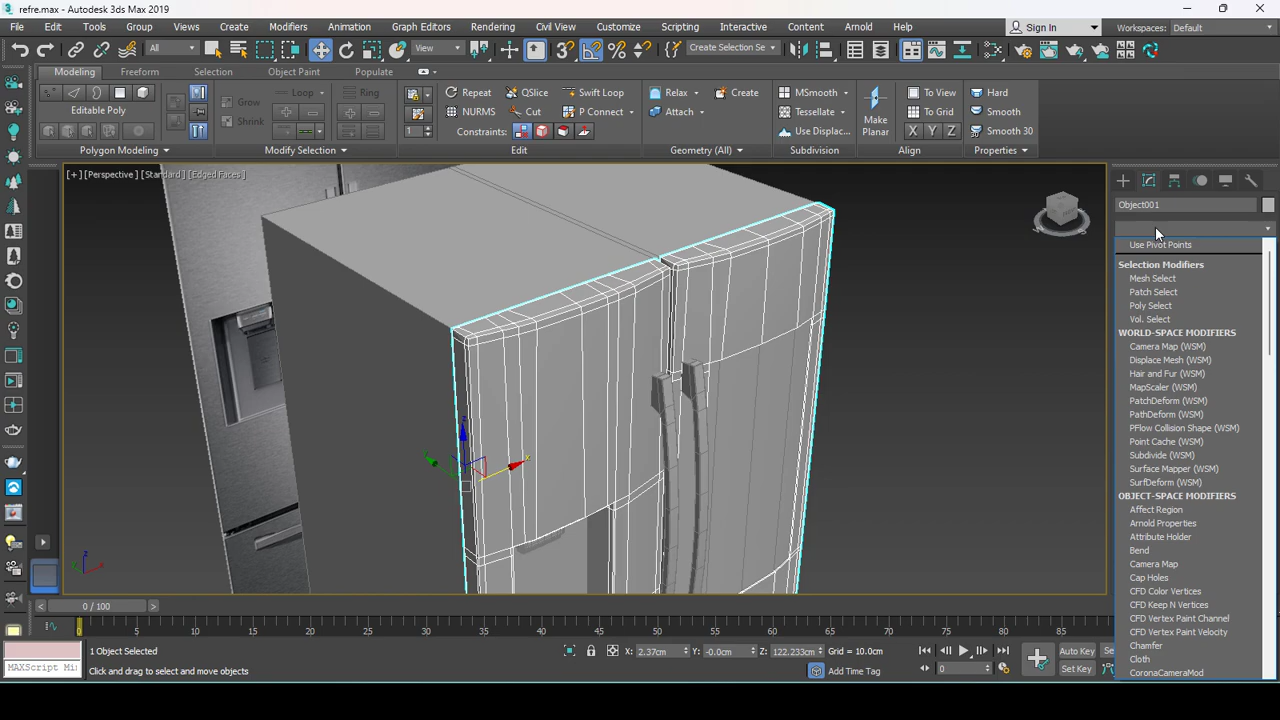 refre.max - Autodesk 3ds Max 2019
File Edit Tools Group Views Create Modifiers Animation Graph Editors Rendering Civil View Customize Scripting Interactive Content Arnold Help Sign In Workspaces: Default
All View Create Selection Se
Modeling Freeform Selection Object Paint Populate
Grow Loop Ring Repeat QSlice Swift Loop Relax Create MSmooth To View Hard
Editable Poly Shrink NURMS Cut P Connect Attach Make Planar Tessellate To Grid Smooth
1 Constraints: Use Displac... X Y Z Smooth 30
Polygon Modeling Modify Selection Edit Geometry (All) Subdivision Align Properties
[+] [Perspective] [Standard] [Edged Faces]
Object001
Use Pivot Points
Selection Modifiers
Mesh Select
Patch Select
Poly Select
Vol. Select
WORLD-SPACE MODIFIERS
Camera Map (WSM)
Displace Mesh (WSM)
Hair and Fur (WSM)
MapScaler (WSM)
PatchDeform (WSM)
PathDeform (WSM)
PFlow Collision Shape (WSM)
Point Cache (WSM)
Subdivide (WSM)
Surface Mapper (WSM)
SurfDeform (WSM)
OBJECT-SPACE MODIFIERS
Affect Region
Arnold Properties
Attribute Holder
Bend
Camera Map
Cap Holes
CFD Color Vertices
CFD Keep N Vertices
CFD Vertex Paint Channel
CFD Vertex Paint Velocity
Chamfer
Cloth
CoronaCameraMod
z x
z x
< 0 / 100 >
0 5 10 15 20 25 30 35 40 45 50 55 60 65 70 75 80 85
1 Object Selected X: 2.37cm Y: -0.0cm Z: 122.233cm Grid = 10.0cm Auto Key
MAXScript Mi Click and drag to select and move objects Add Time Tag 0 Set Key